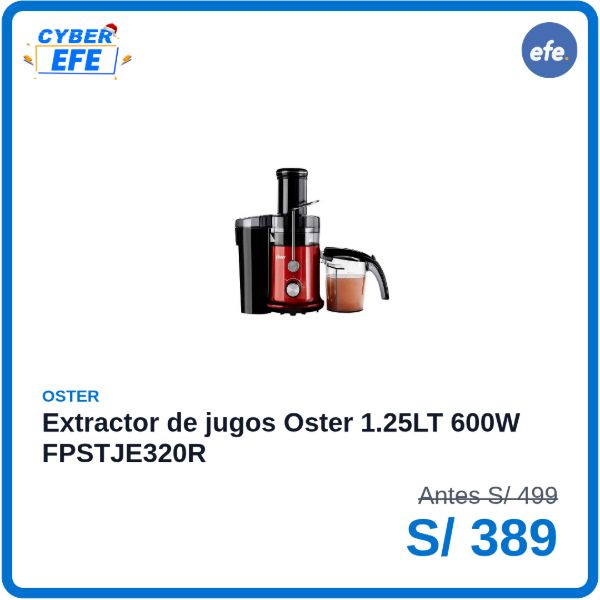 CYBER
EFE
efe.
OSTER
Extractor de jugos Oster 1.25LT 600W
FPSTJE320R
Antes S/ 499
S/ 389